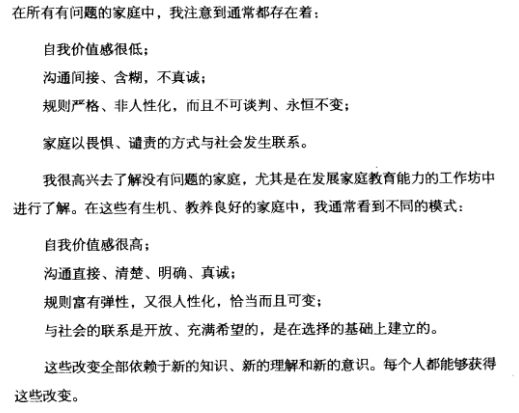 在所有有问题的家庭中，我注意到通常都存在着：
自我价值感很低；
沟通间接、含糊，不真诚；
规则严格、非人性化，而且不可谈判、永恒不变；
家庭以畏惧、谴责的方式与社会发生联系。
我很高兴去了解没有问题的家庭，尤其是在发展家庭教育能力的工作坊中
进行了解。在这些有生机、教养良好的家庭中，我通常看到不同的模式：
自我价值感很高；
沟通直接、清楚、明确、真诚；
规则富有弹性，又很人性化，恰当而且可变；
与社会的联系是开放、充满希望的，是在选择的基础上建立的。
这些改变全部依赖于新的知识、新的理解和新的意识。每个人都能够获得
这些改变。